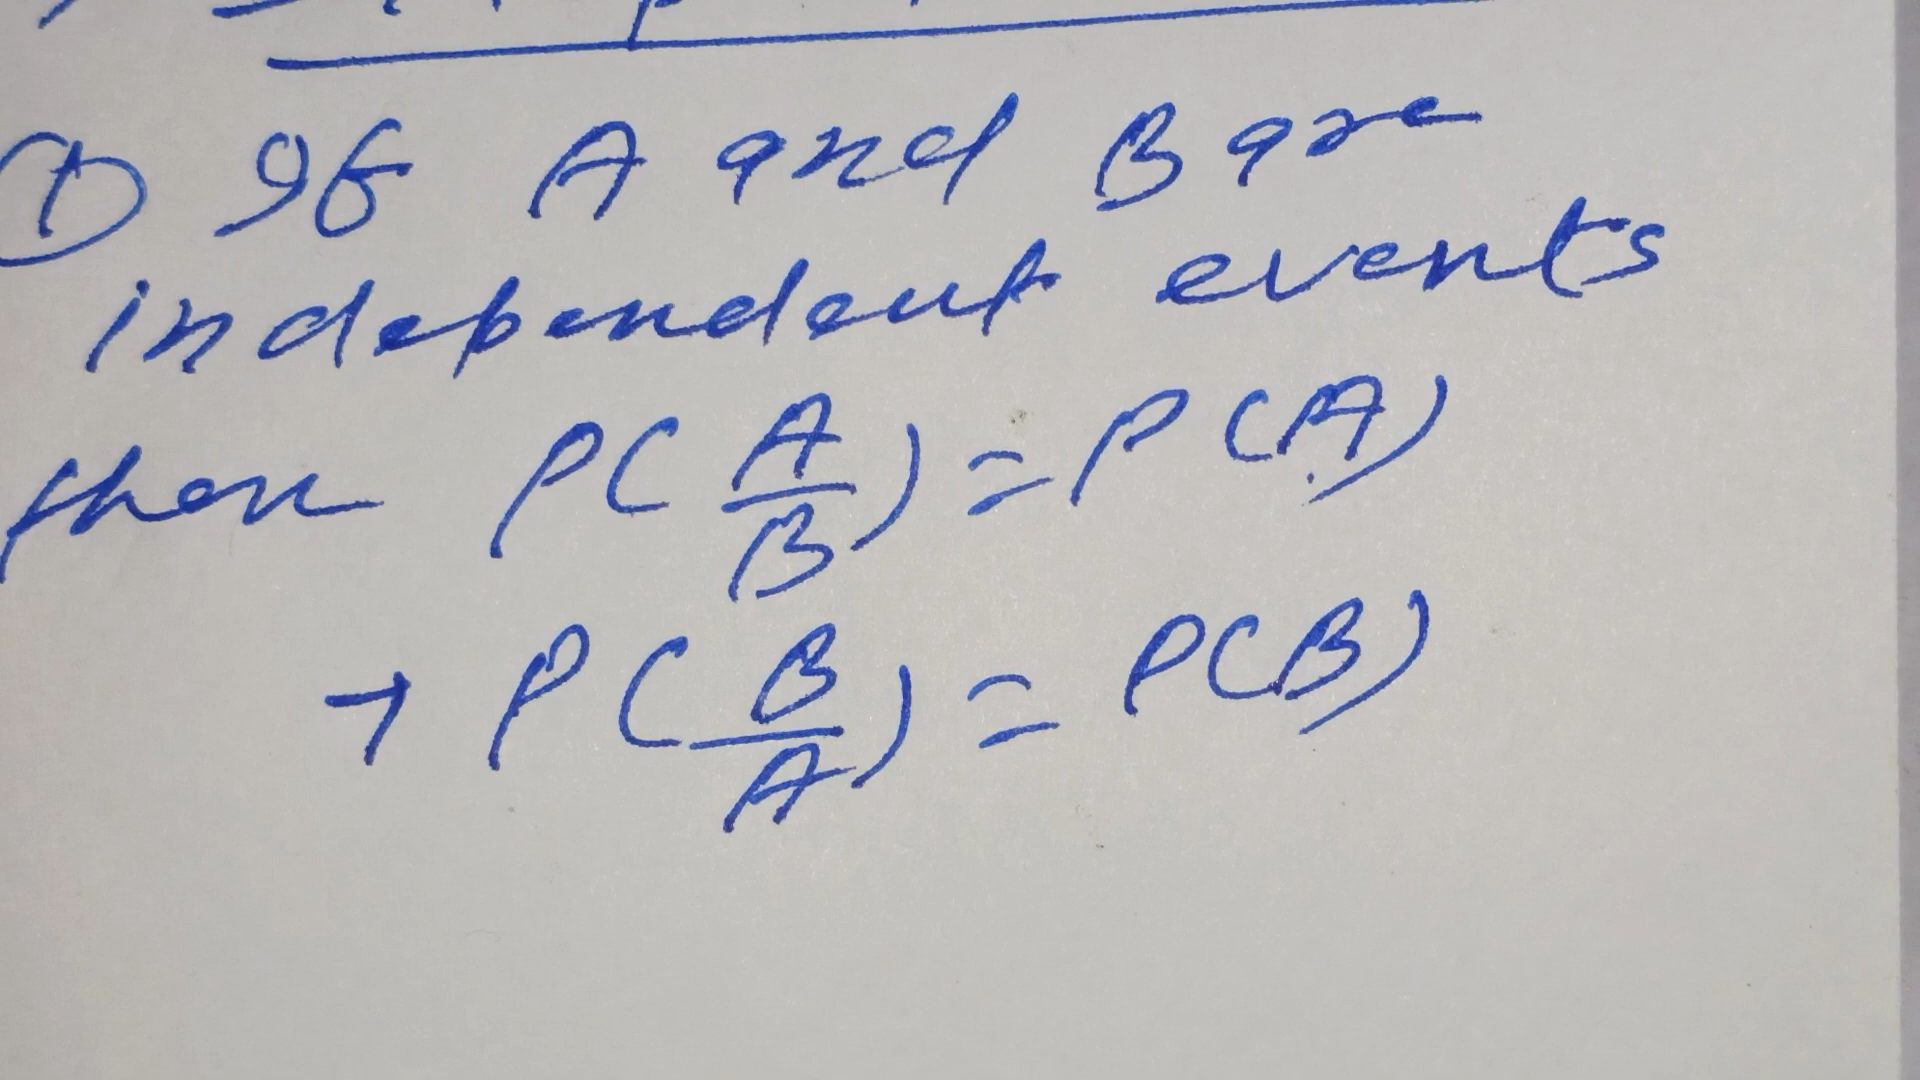 ① If A and B are
independent events
then P(A/B) = P(A)
→ P(B/A) = P(B)